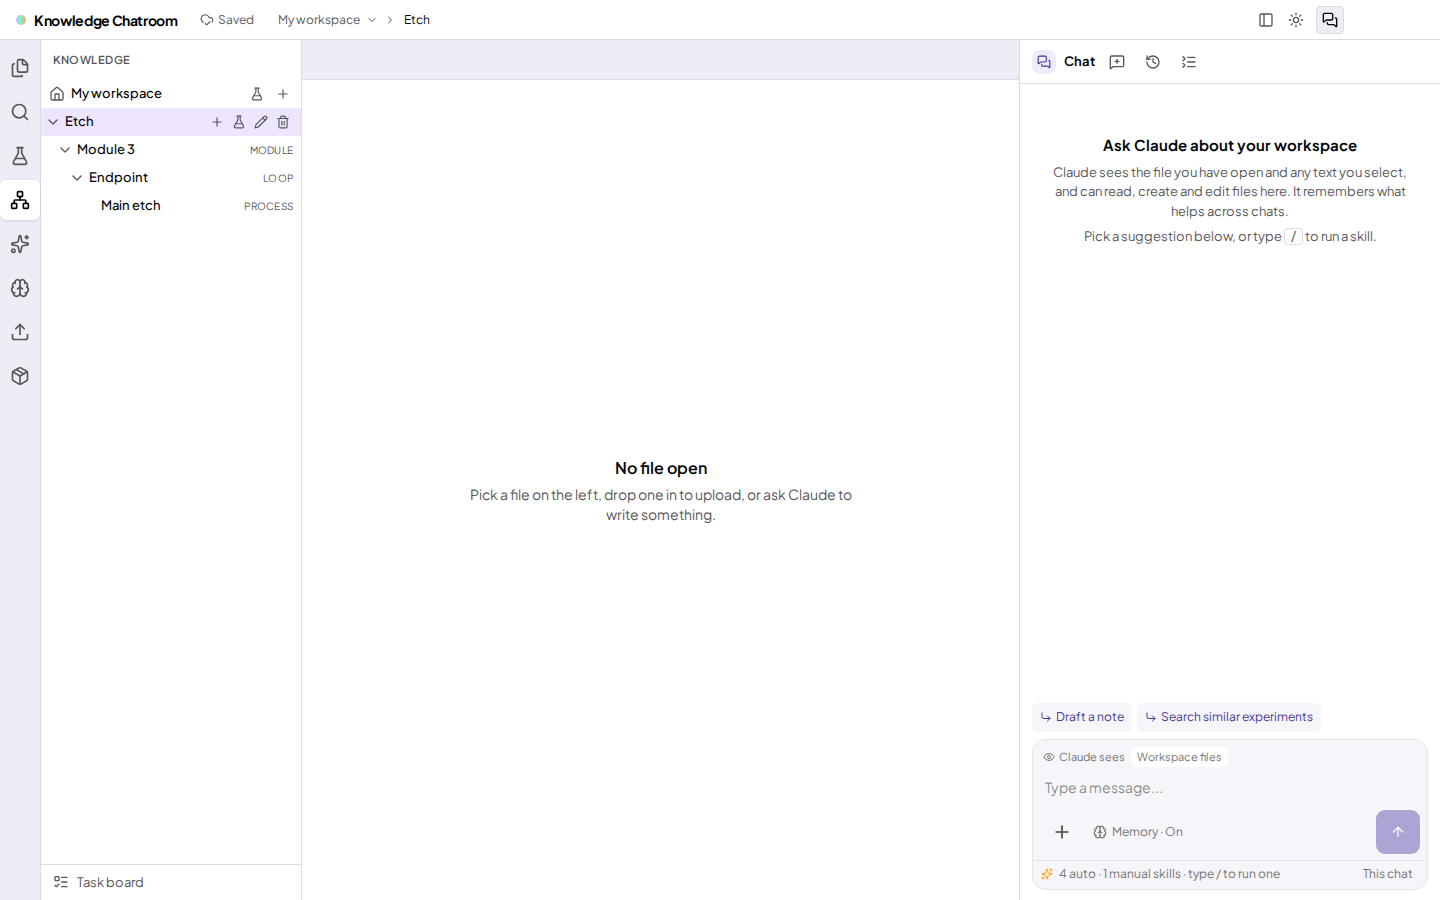 Knowledge Chatroom
Saved
My workspace
Etch
KNOWLEDGE
My workspace
Etch
Module 3 MODULE
Endpoint LOOP
Main etch PROCESS
Task board
No file open
Pick a file on the left, drop one in to upload, or ask Claude to
write something.
Chat
Ask Claude about your workspace
Claude sees the file you have open and any text you select,
and can read, create and edit files here. It remembers what
helps across chats.
Pick a suggestion below, or type / to run a skill.
Draft a note
Search similar experiments
Claude sees Workspace files
Type a message...
Memory · On
4 auto · 1 manual skills · type / to run one
This chat